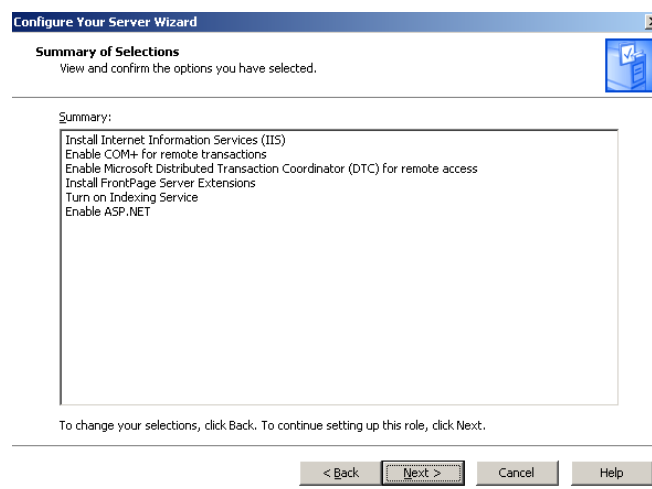 Configure Your Server Wizard
Summary of Selections
View and confirm the options you have selected.
Summary:
Install Internet Information Services (IIS)
Enable COM+ for remote transactions
Enable Microsoft Distributed Transaction Coordinator (DTC) for remote access
Install FrontPage Server Extensions
Turn on Indexing Service
Enable ASP.NET
To change your selections, click Back. To continue setting up this role, click Next.
< Back Next > Cancel Help